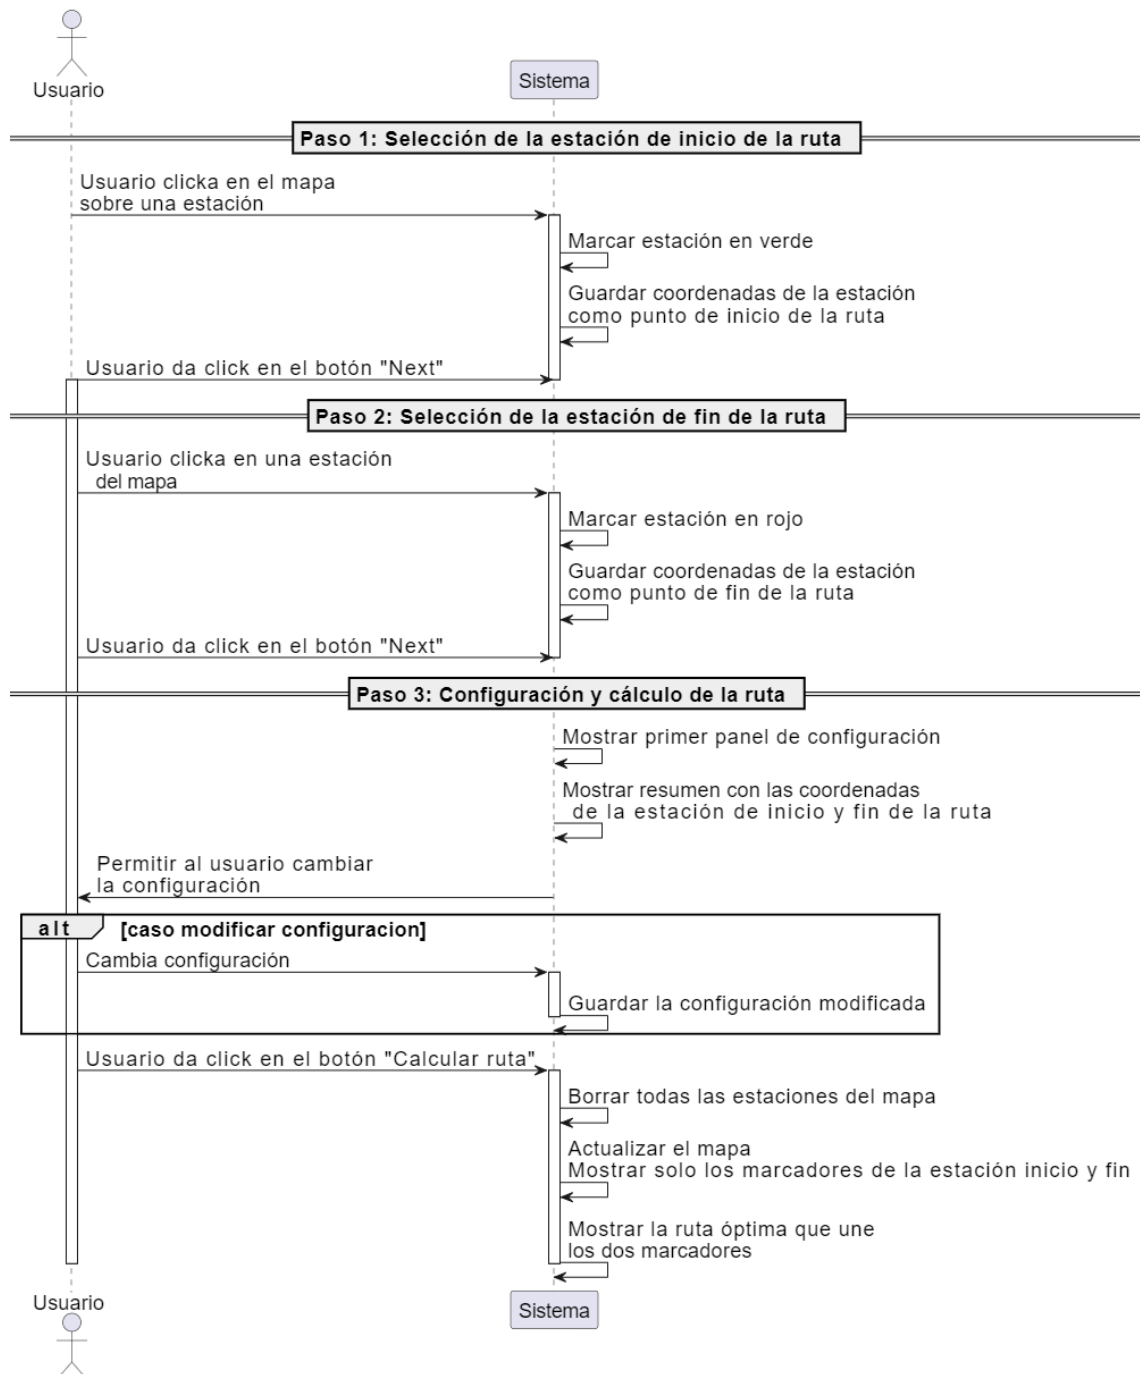 Usuario
Sistema
Paso 1: Selección de la estación de inicio de la ruta
Usuario clicka en el mapa
sobre una estación
Marcar estación en verde
Guardar coordenadas de la estación
como punto de inicio de la ruta
Usuario da click en el botón "Next"
Paso 2: Selección de la estación de fin de la ruta
Usuario clicka en una estación
del mapa
Marcar estación en rojo
Guardar coordenadas de la estación
como punto de fin de la ruta
Usuario da click en el botón "Next"
Paso 3: Configuración y cálculo de la ruta
Mostrar primer panel de configuración
Mostrar resumen con las coordenadas
de la estación de inicio y fin de la ruta
Permitir al usuario cambiar
la configuración
alt [caso modificar configuracion]
Cambia configuración
Guardar la configuración modificada
Usuario da click en el botón "Calcular ruta"
Borrar todas las estaciones del mapa
Actualizar el mapa
Mostrar solo los marcadores de la estación inicio y fin
Mostrar la ruta óptima que une
los dos marcadores
Usuario
Sistema